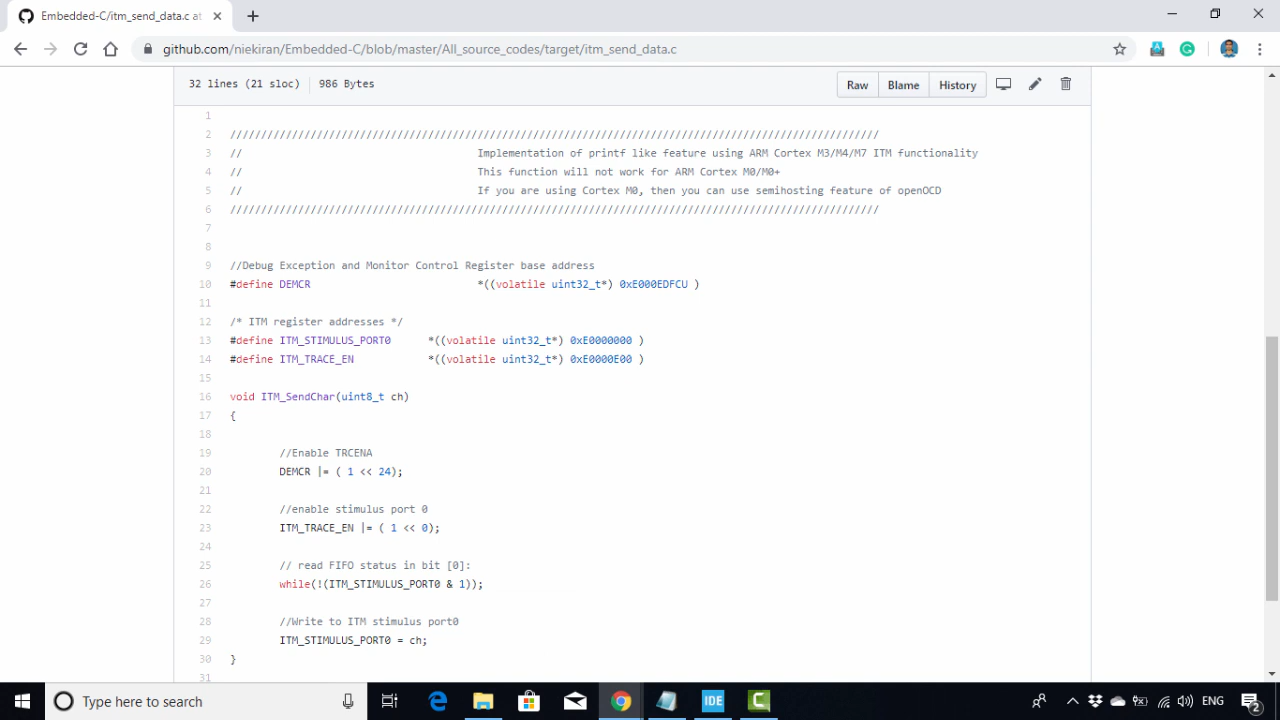 Embedded-C/itm_send_data.c at
github.com/niekiran/Embedded-C/blob/master/All_source_codes/target/itm_send_data.c
32 lines (21 sloc) 986 Bytes Raw Blame History
1
2 /////////////////////////////////////////////////////////////////////////////////////////////////////////
3 // Implementation of printf like feature using ARM Cortex M3/M4/M7 ITM functionality
4 // This function will not work for ARM Cortex M0/M0+
5 // If you are using Cortex M0, then you can use semihosting feature of openOCD
6 /////////////////////////////////////////////////////////////////////////////////////////////////////////
7
8
9 //Debug Exception and Monitor Control Register base address
10 #define DEMCR *((volatile uint32_t*) 0xE000EDFCU )
11
12 /* ITM register addresses */
13 #define ITM_STIMULUS_PORT0 *((volatile uint32_t*) 0xE0000000 )
14 #define ITM_TRACE_EN *((volatile uint32_t*) 0xE0000E00 )
15
16 void ITM_SendChar(uint8_t ch)
17 {
18
19 //Enable TRCENA
20 DEMCR |= ( 1 << 24);
21
22 //enable stimulus port 0
23 ITM_TRACE_EN |= ( 1 << 0);
24
25 // read FIFO status in bit [0]:
26 while(!(ITM_STIMULUS_PORT0 & 1));
27
28 //Write to ITM stimulus port0
29 ITM_STIMULUS_PORT0 = ch;
30 }
31
Type here to search IDE ENG 2